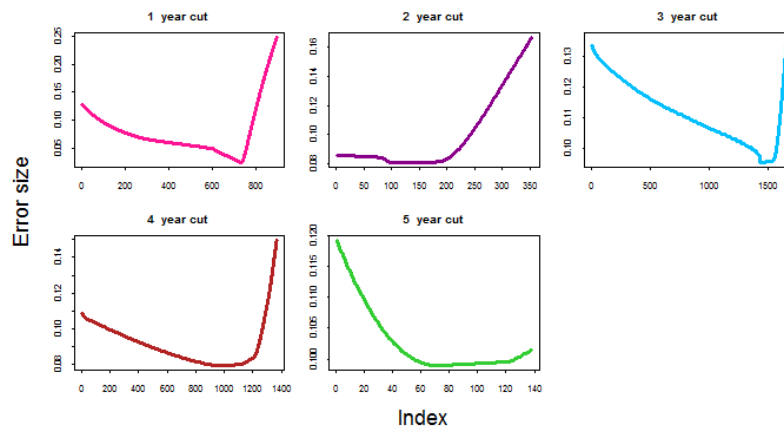 1 year cut
2 year cut
3 year cut
0.05 0.10 0.15 0.20 0.25
0.08 0.10 0.12 0.14 0.16
0.10 0.11 0.12 0.13
0 200 400 600 800
0 50 100 150 200 250 300 350
0 500 1000 1500
Error size
4 year cut
5 year cut
0.08 0.10 0.12 0.14
0.100 0.105 0.110 0.115 0.120
0 200 400 600 800 1000 1200 1400
0 20 40 60 80 100 120 140
Index